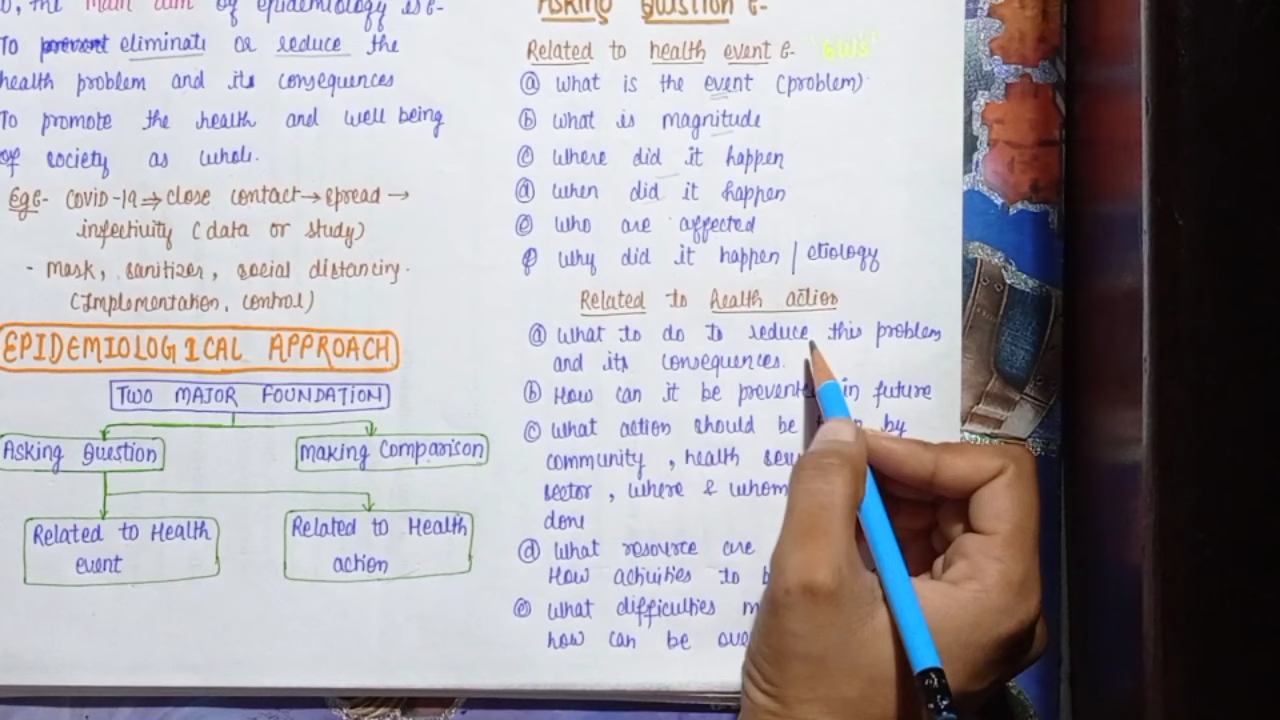 the main aim of epidemiology is:-
To prevent eliminate or reduce the
health problem and its consequences
To promote the health and well being
of society as whole.
Eg:- Covid-19 ⇒ close contact → spread →
infectivity (data or study)
- mask, sanitizer, social distancing.
(Implementation, control)
EPIDEMIOLOGICAL APPROACH
TWO MAJOR FOUNDATION
Asking Question
making Comparison
Related to Health
event
Related to Health
action
Asking Question :-
Related to health event :-
(a) what is the event (problem)
(b) what is magnitude
(c) where did it happen
(d) when did it happen
(e) who are affected
(f) why did it happen / etiology
Related to Health action
(a) what to do to reduce this problem
and its consequences.
(b) How can it be prevented in future
(c) what action should be by
community, health
sector, where & whom
done
(d) what resource are
How activities to
(e) what difficulties
how can be